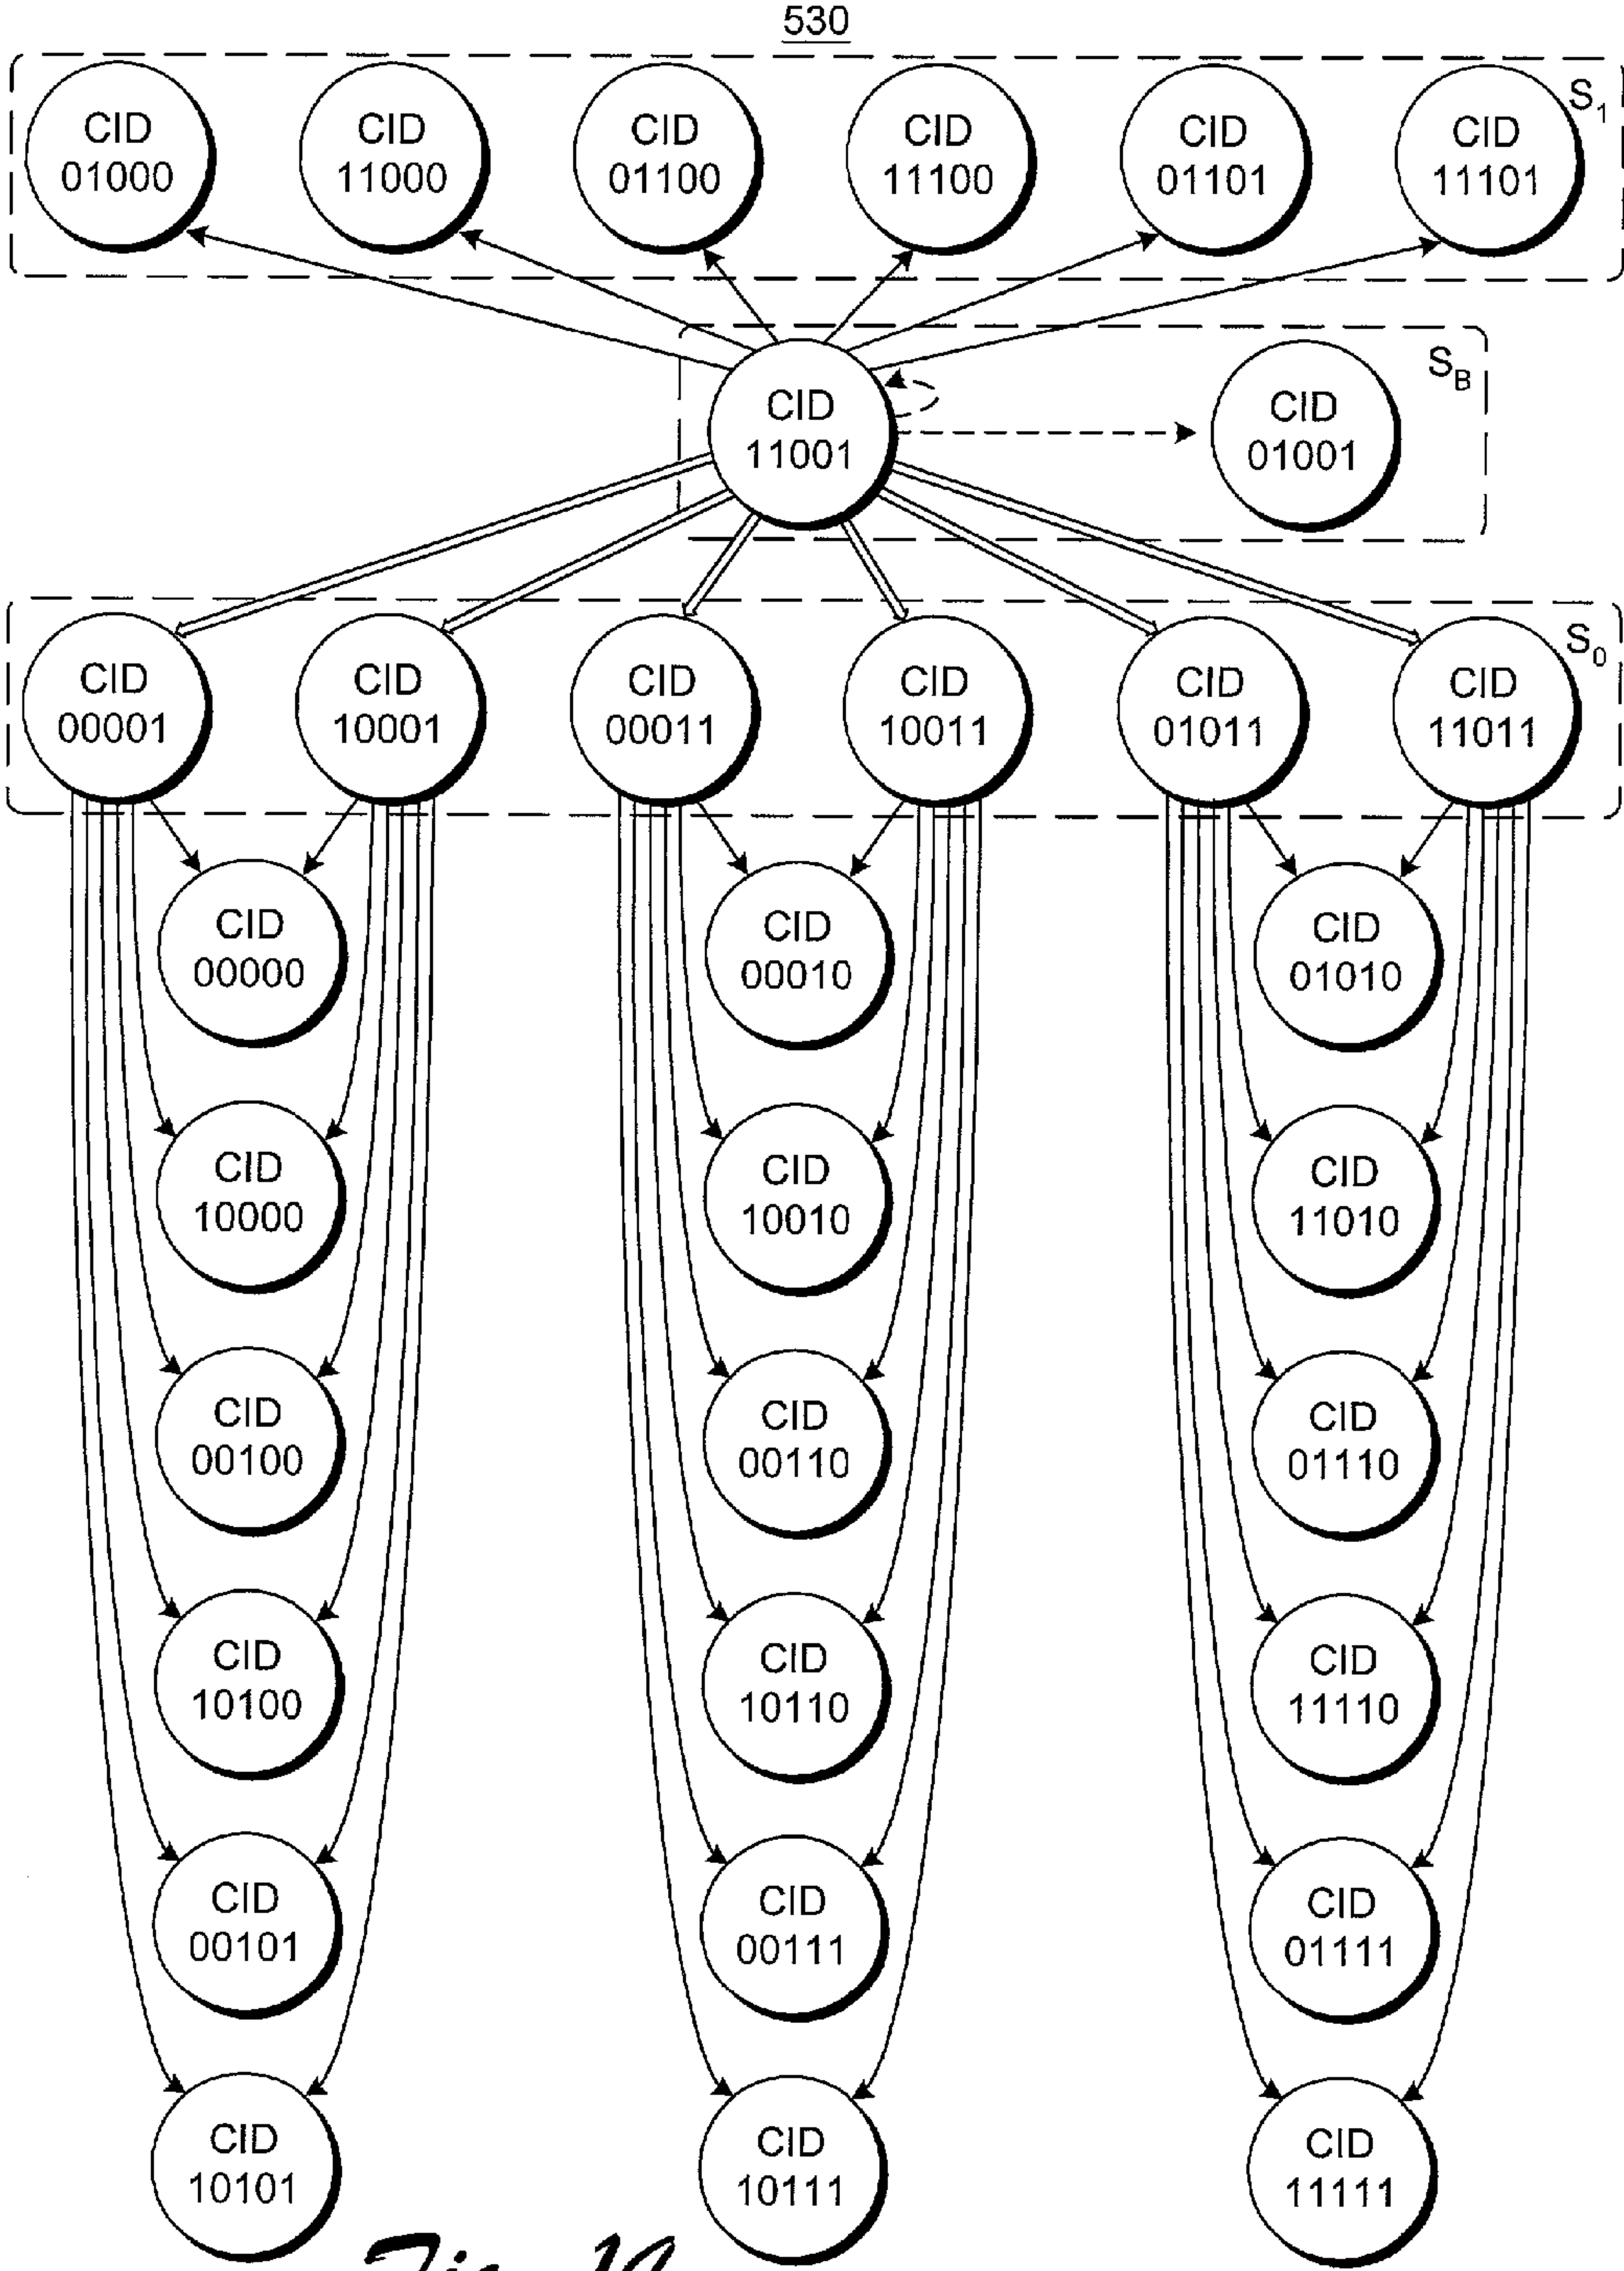 530
S1
CID
01000
CID
11000
CID
01100
CID
11100
CID
01101
CID
11101
SB
CID
11001
CID
01001
S0
CID
00001
CID
10001
CID
00011
CID
10011
CID
01011
CID
11011
CID
00000
CID
00010
CID
01010
CID
10000
CID
10010
CID
11010
CID
00100
CID
00110
CID
01110
CID
10100
CID
10110
CID
11110
CID
00101
CID
00111
CID
01111
CID
10101
CID
10111
CID
11111